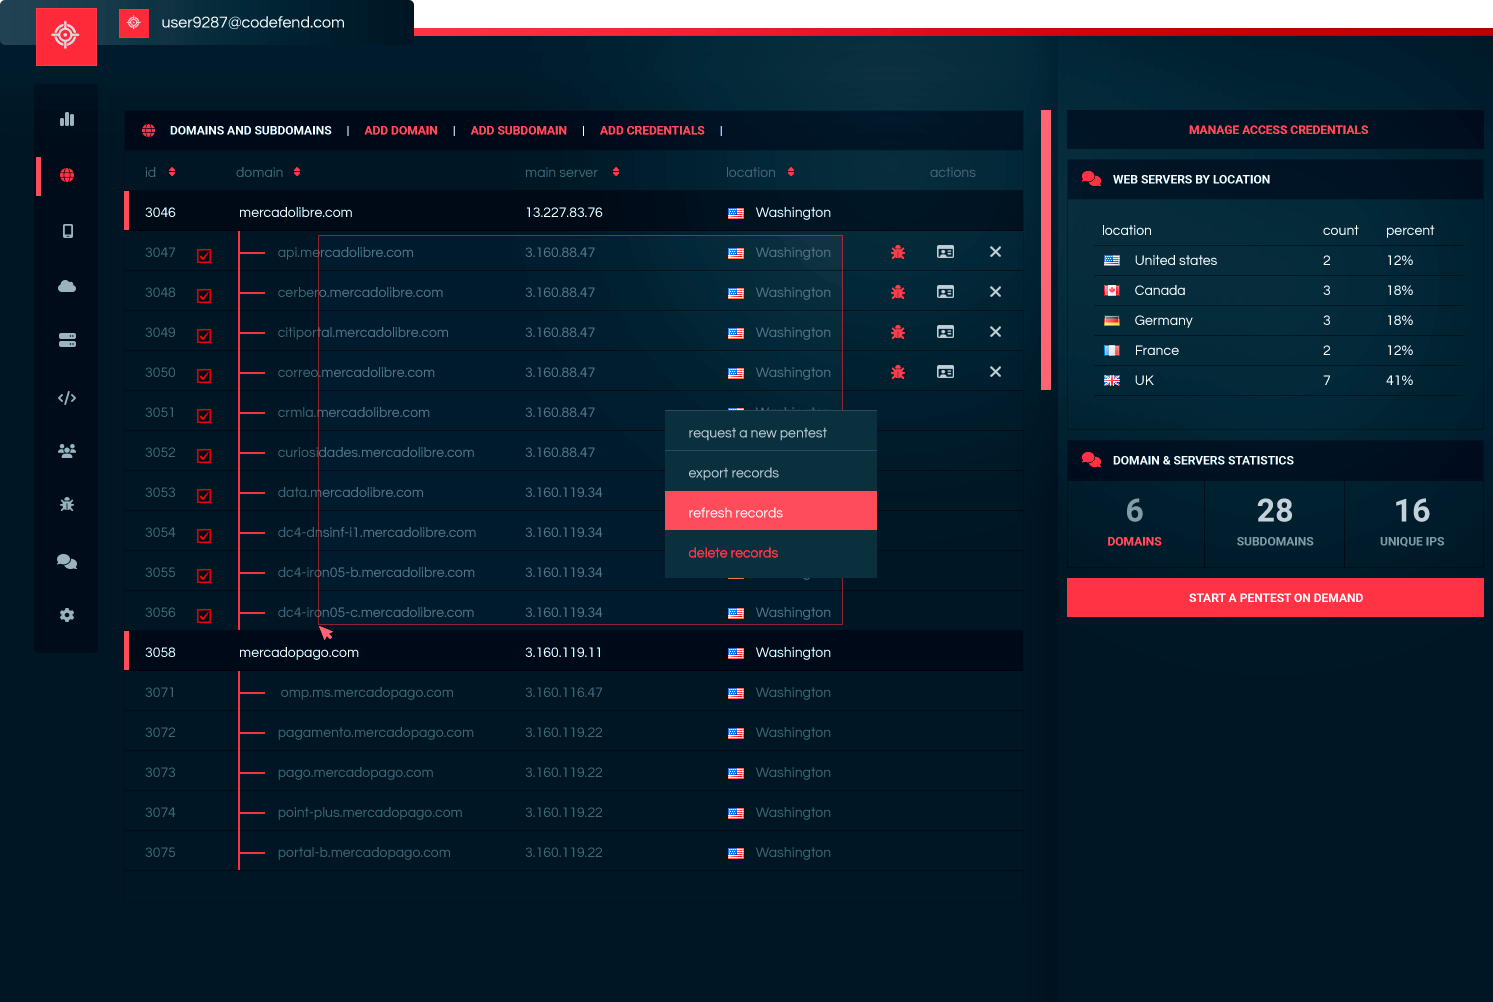 user9287@codefend.com
DOMAINS AND SUBDOMAINS | ADD DOMAIN | ADD SUBDOMAIN | ADD CREDENTIALS |
id domain main server location actions
3046 mercadolibre.com 13.227.83.76 Washington
3047 api.mercadolibre.com 3.160.88.47 Washington
3048 cerbero.mercadolibre.com 3.160.88.47 Washington
3049 citiportal.mercadolibre.com 3.160.88.47 Washington
3050 correo.mercadolibre.com 3.160.88.47 Washington
3051 crmla.mercadolibre.com 3.160.88.47
3052 curiosidades.mercadolibre.com 3.160.88.47
3053 data.mercadolibre.com 3.160.119.34
3054 dc4-dnsinf-i1.mercadolibre.com 3.160.119.34
3055 dc4-iron05-b.mercadolibre.com 3.160.119.34
3056 dc4-iron05-c.mercadolibre.com 3.160.119.34 Washington
request a new pentest
export records
refresh records
delete records
3058 mercadopago.com 3.160.119.11 Washington
3071 omp.ms.mercadopago.com 3.160.116.47 Washington
3072 pagamento.mercadopago.com 3.160.119.22 Washington
3073 pago.mercadopago.com 3.160.119.22 Washington
3074 point-plus.mercadopago.com 3.160.119.22 Washington
3075 portal-b.mercadopago.com 3.160.119.22 Washington
MANAGE ACCESS CREDENTIALS
WEB SERVERS BY LOCATION
location count percent
United states 2 12%
Canada 3 18%
Germany 3 18%
France 2 12%
UK 7 41%
DOMAIN & SERVERS STATISTICS
6 28 16
DOMAINS SUBDOMAINS UNIQUE IPS
START A PENTEST ON DEMAND